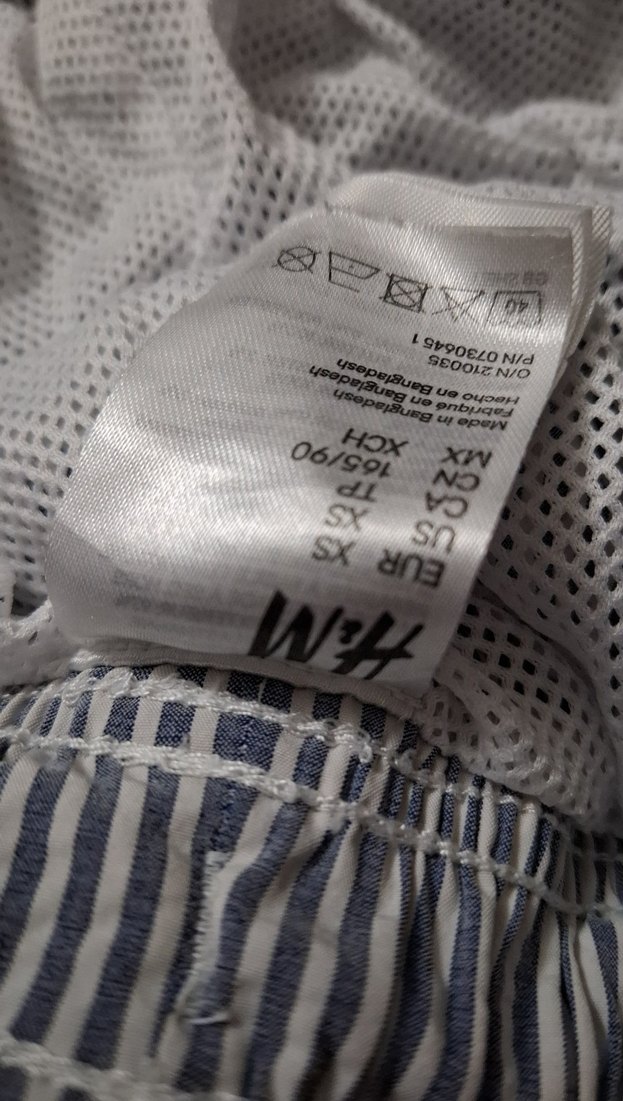 H&M
EUR XS
US XS
CA TP
CN 165/90
MX XCH
Made in Bangladesh
Fabriqué en Bangladesh
Hecho en Bangladesh
O/N 210035
P/N 0730645 1
40